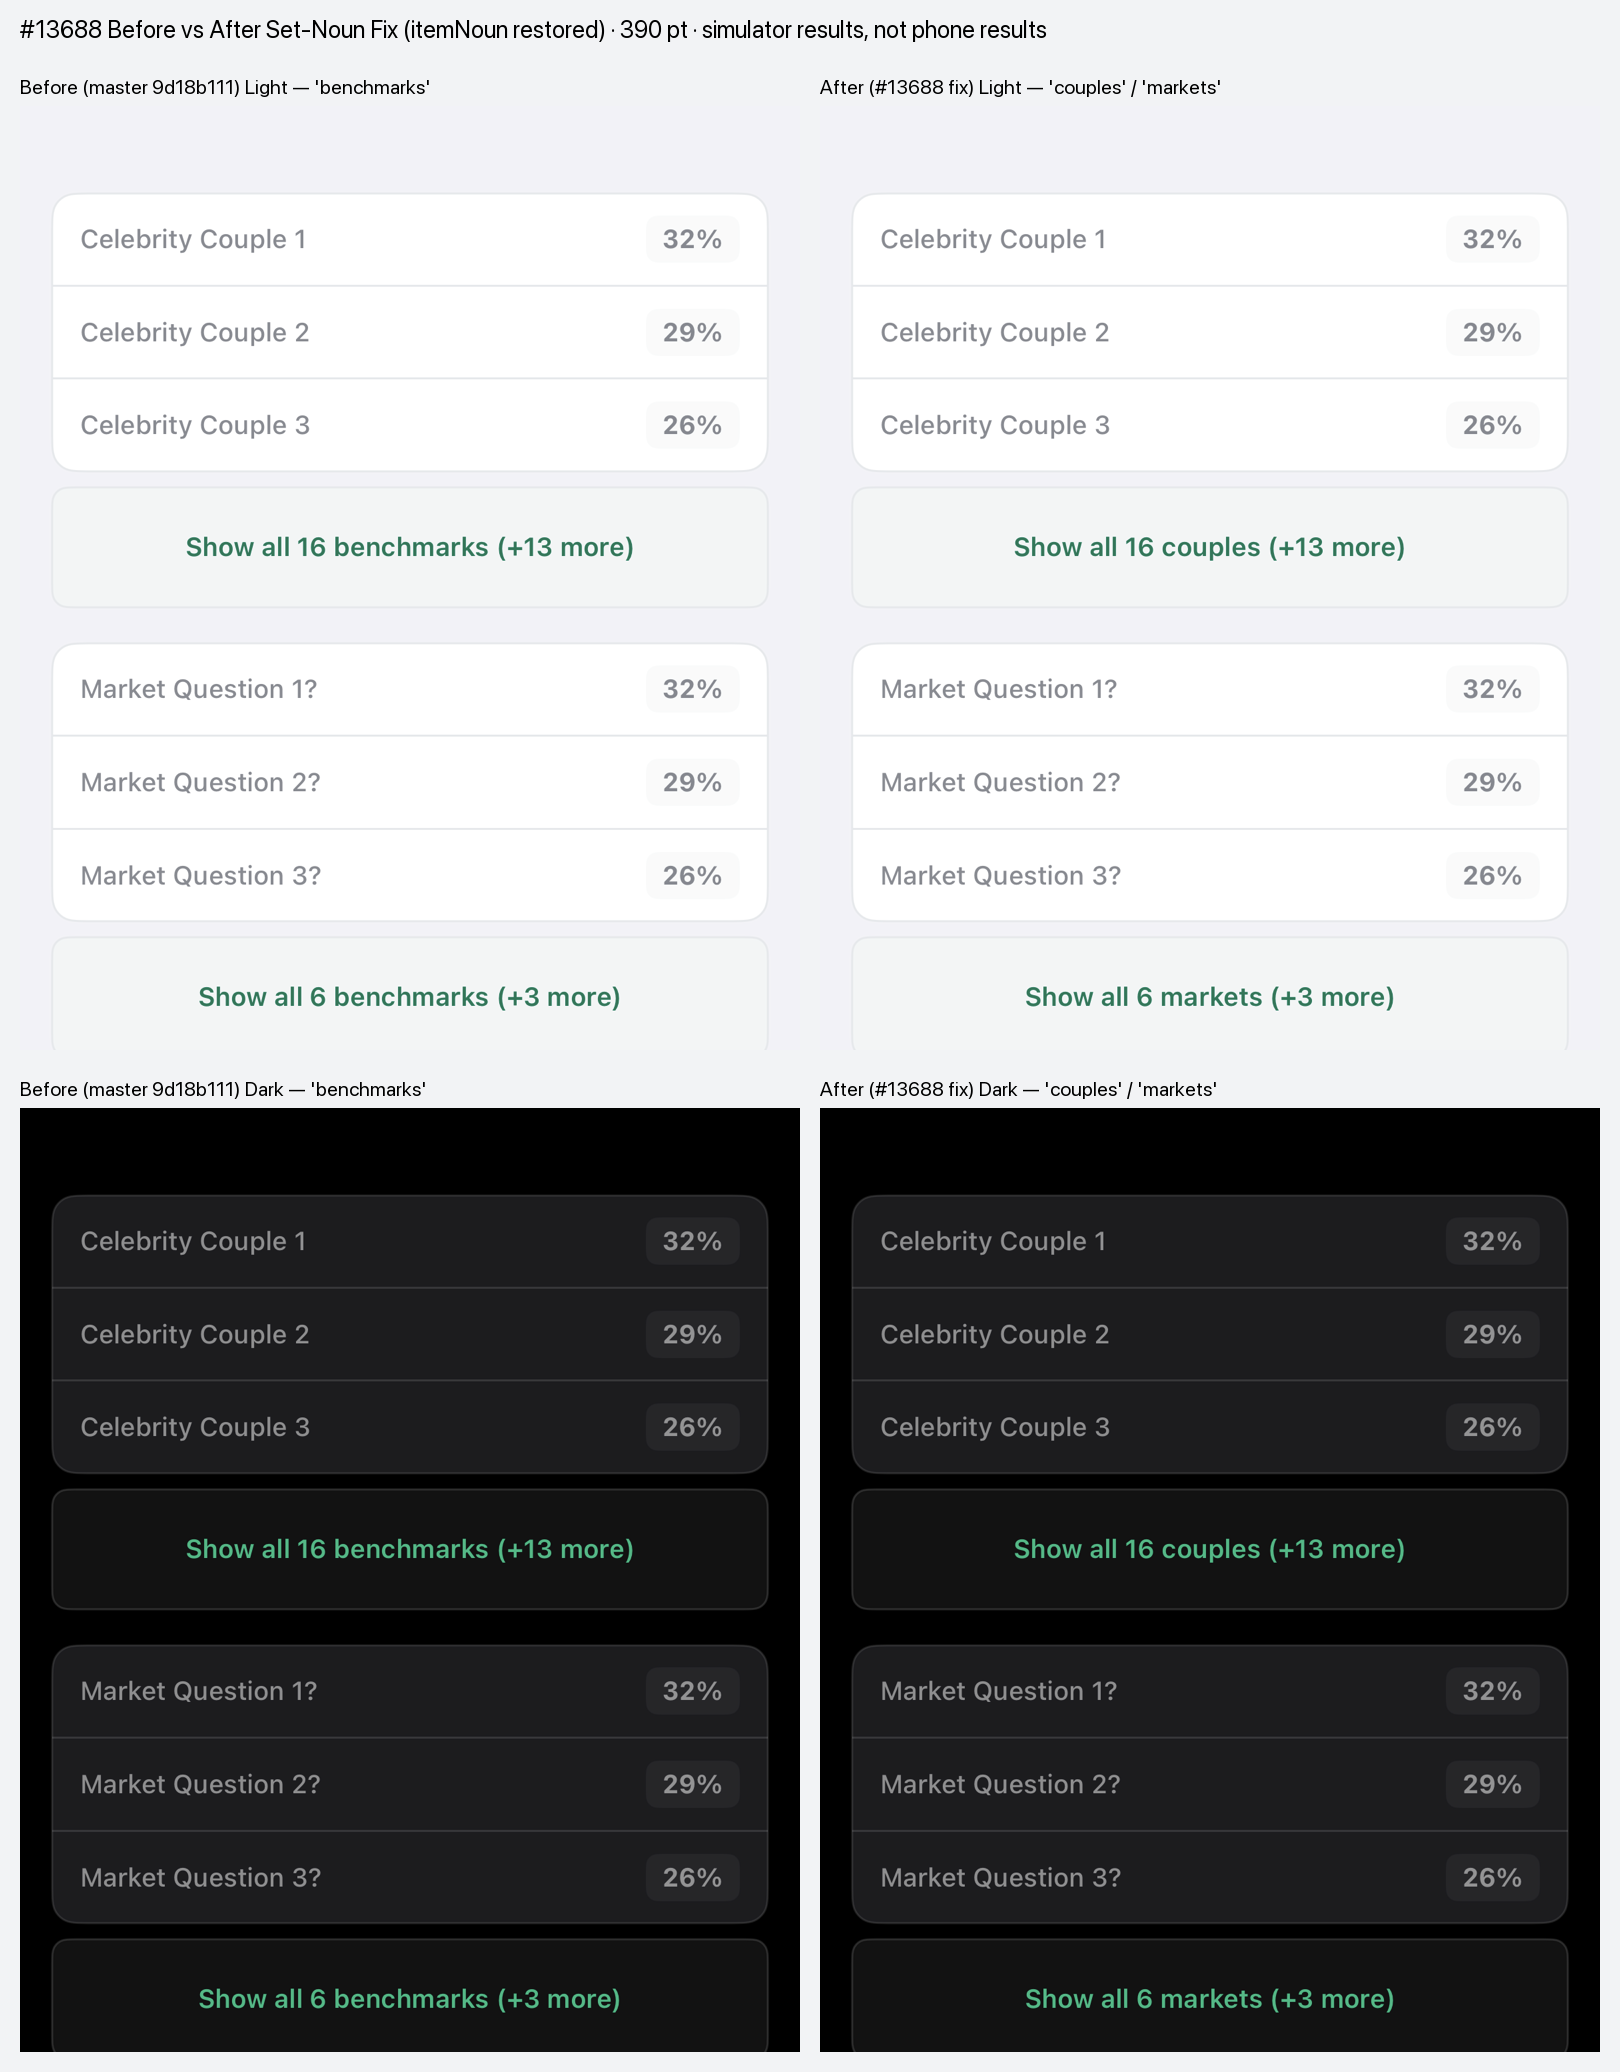 #13688 Before vs After Set-Noun Fix (itemNoun restored) · 390 pt · simulator results, not phone results
Before (master 9d18b111) Light — 'benchmarks'
Celebrity Couple 1 32%
Celebrity Couple 2 29%
Celebrity Couple 3 26%
Show all 16 benchmarks (+13 more)
Market Question 1? 32%
Market Question 2? 29%
Market Question 3? 26%
Show all 6 benchmarks (+3 more)
After (#13688 fix) Light — 'couples' / 'markets'
Celebrity Couple 1 32%
Celebrity Couple 2 29%
Celebrity Couple 3 26%
Show all 16 couples (+13 more)
Market Question 1? 32%
Market Question 2? 29%
Market Question 3? 26%
Show all 6 markets (+3 more)
Before (master 9d18b111) Dark — 'benchmarks'
Celebrity Couple 1 32%
Celebrity Couple 2 29%
Celebrity Couple 3 26%
Show all 16 benchmarks (+13 more)
Market Question 1? 32%
Market Question 2? 29%
Market Question 3? 26%
Show all 6 benchmarks (+3 more)
After (#13688 fix) Dark — 'couples' / 'markets'
Celebrity Couple 1 32%
Celebrity Couple 2 29%
Celebrity Couple 3 26%
Show all 16 couples (+13 more)
Market Question 1? 32%
Market Question 2? 29%
Market Question 3? 26%
Show all 6 markets (+3 more)